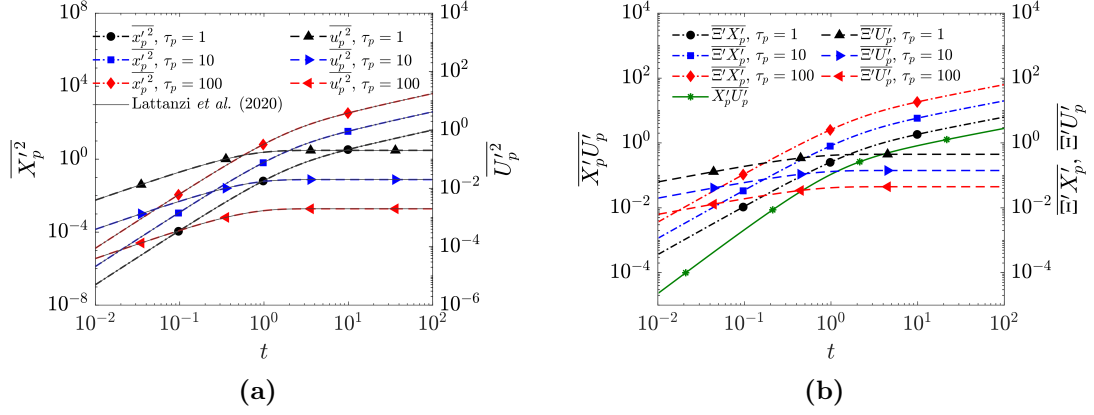 10^8
10^4
10^0
10^{-4}
10^{-8}
\overline{X_p'^2}
\overline{x_p'^2}, τ_p = 1
\overline{x_p'^2}, τ_p = 10
\overline{x_p'^2}, τ_p = 100
Lattanzi et al. (2020)
\overline{u_p'^2}, τ_p = 1
\overline{u_p'^2}, τ_p = 10
\overline{u_p'^2}, τ_p = 100
10^4
10^2
10^0
10^{-2}
10^{-4}
10^{-6}
\overline{U_p'^2}
10^{-2} 10^{-1} 10^0 10^1 10^2
t
(a)
10^4
10^2
10^0
10^{-2}
10^{-4}
\overline{X_p'U_p'}
\overline{Ξ'X_p'}, τ_p = 1
\overline{Ξ'X_p'}, τ_p = 10
\overline{Ξ'X_p'}, τ_p = 100
\overline{X_p'U_p'}
\overline{Ξ'U_p'}, τ_p = 1
\overline{Ξ'U_p'}, τ_p = 10
\overline{Ξ'U_p'}, τ_p = 100
10^4
10^2
10^0
10^{-2}
10^{-4}
\overline{Ξ'X_p'}, \overline{Ξ'U_p'}
10^{-2} 10^{-1} 10^0 10^1 10^2
t
(b)